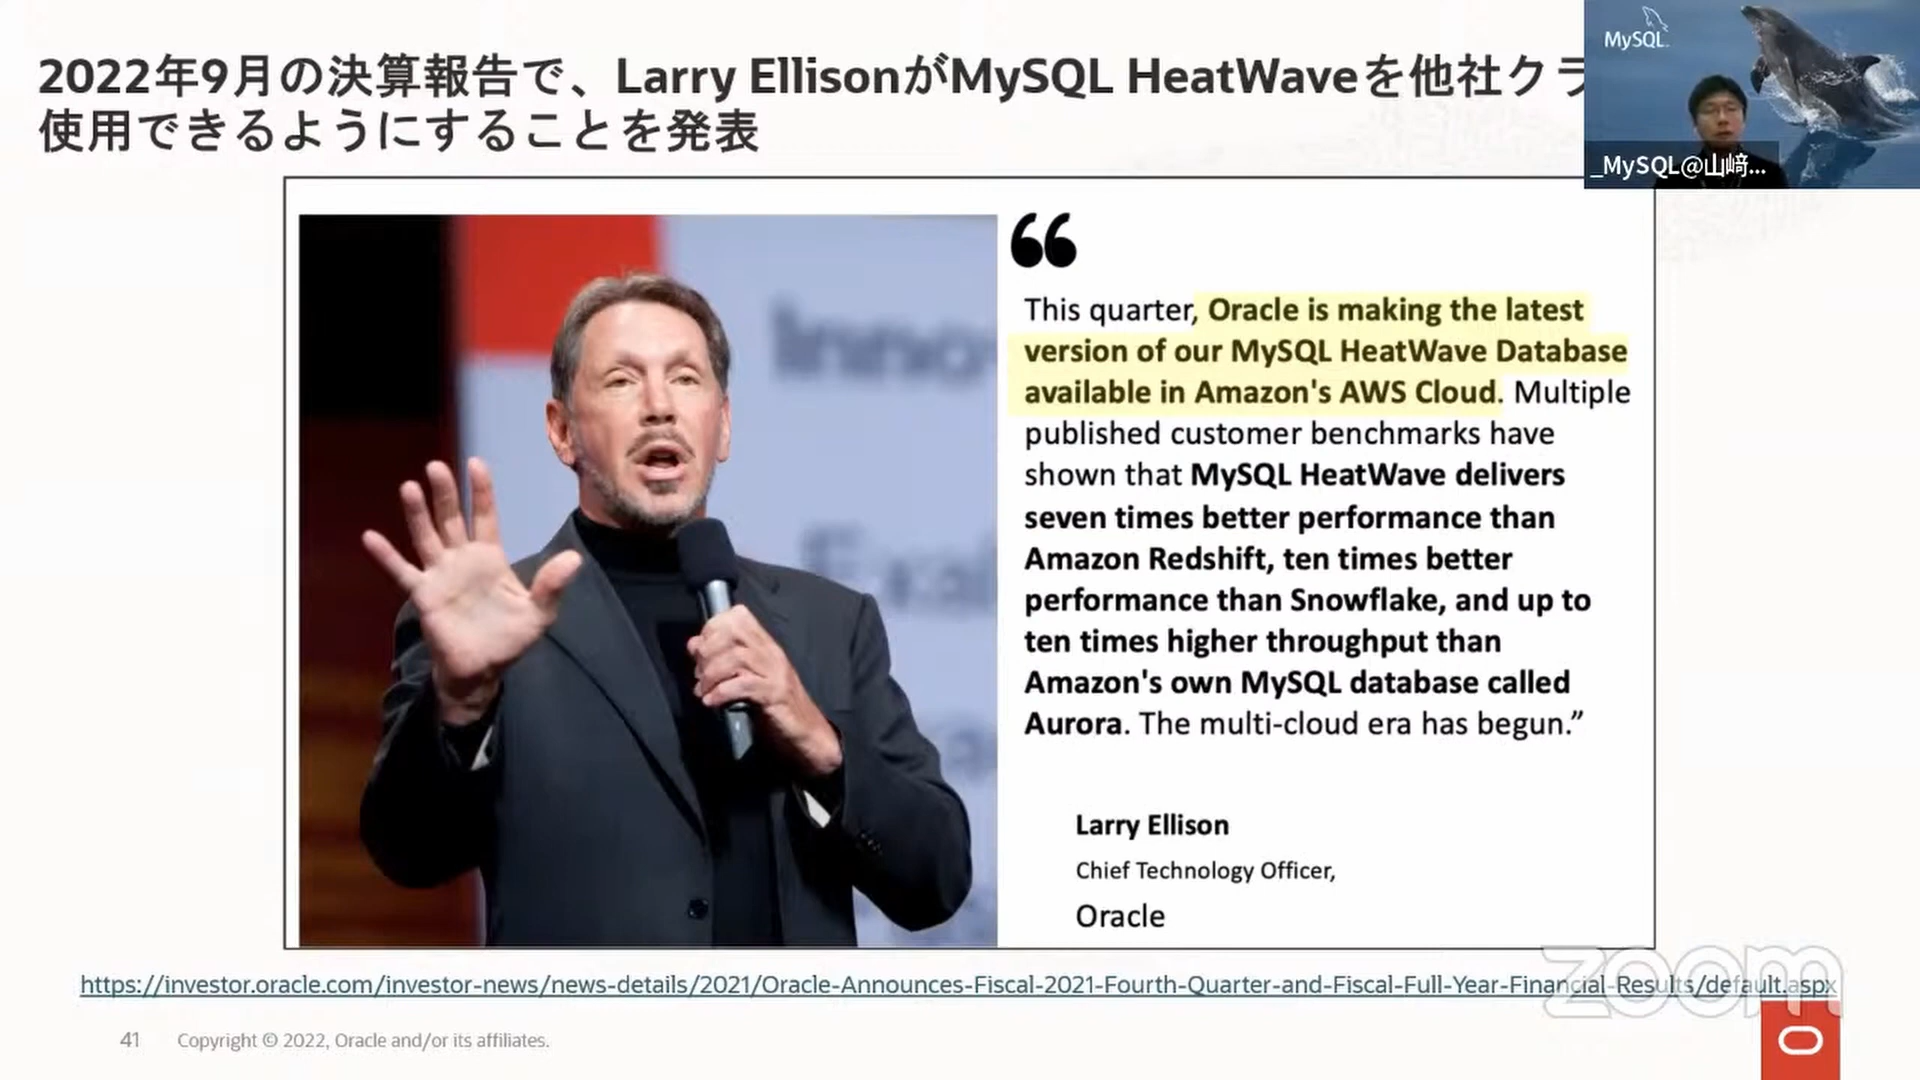 2022年9月の決算報告で、Larry EllisonがMySQL HeatWaveを他社クラ
使用できるようにすることを発表
MySQL
_MySQL@山﨑...
Inno
Exal
“
This quarter, Oracle is making the latest
version of our MySQL HeatWave Database
available in Amazon's AWS Cloud. Multiple
published customer benchmarks have
shown that MySQL HeatWave delivers
seven times better performance than
Amazon Redshift, ten times better
performance than Snowflake, and up to
ten times higher throughput than
Amazon's own MySQL database called
Aurora. The multi-cloud era has begun.”
Larry Ellison
Chief Technology Officer,
Oracle
https://investor.oracle.com/investor-news/news-details/2021/Oracle-Announces-Fiscal-2021-Fourth-Quarter-and-Fiscal-Full-Year-Financial-Results/default.aspx
zoom
41 Copyright © 2022, Oracle and/or its affiliates.